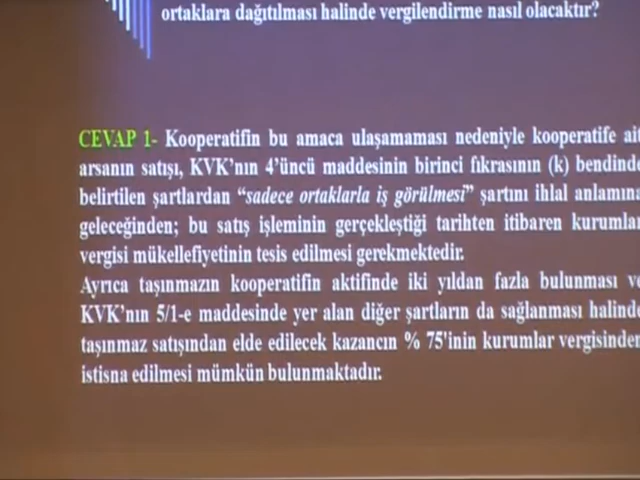 ortaklara dağıtılması halinde vergilendirme nasıl olacaktır?
CEVAP 1- Kooperatifin bu amaca ulaşamaması nedeniyle kooperatife ait
arsanın satışı, KVK'nın 4'üncü maddesinin birinci fıkrasının (k) bendinde
belirtilen şartlardan “sadece ortaklarla iş görülmesi” şartını ihlal anlamına
geleceğinden; bu satış işleminin gerçekleştiği tarihten itibaren kurumlar
vergisi mükellefiyetinin tesis edilmesi gerekmektedir.
Ayrıca taşınmazın kooperatifin aktifinde iki yıldan fazla bulunması ve
KVK'nın 5/1-e maddesinde yer alan diğer şartların da sağlanması halinde
taşınmaz satışından elde edilecek kazancın % 75'inin kurumlar vergisinden
istisna edilmesi mümkün bulunmaktadır.